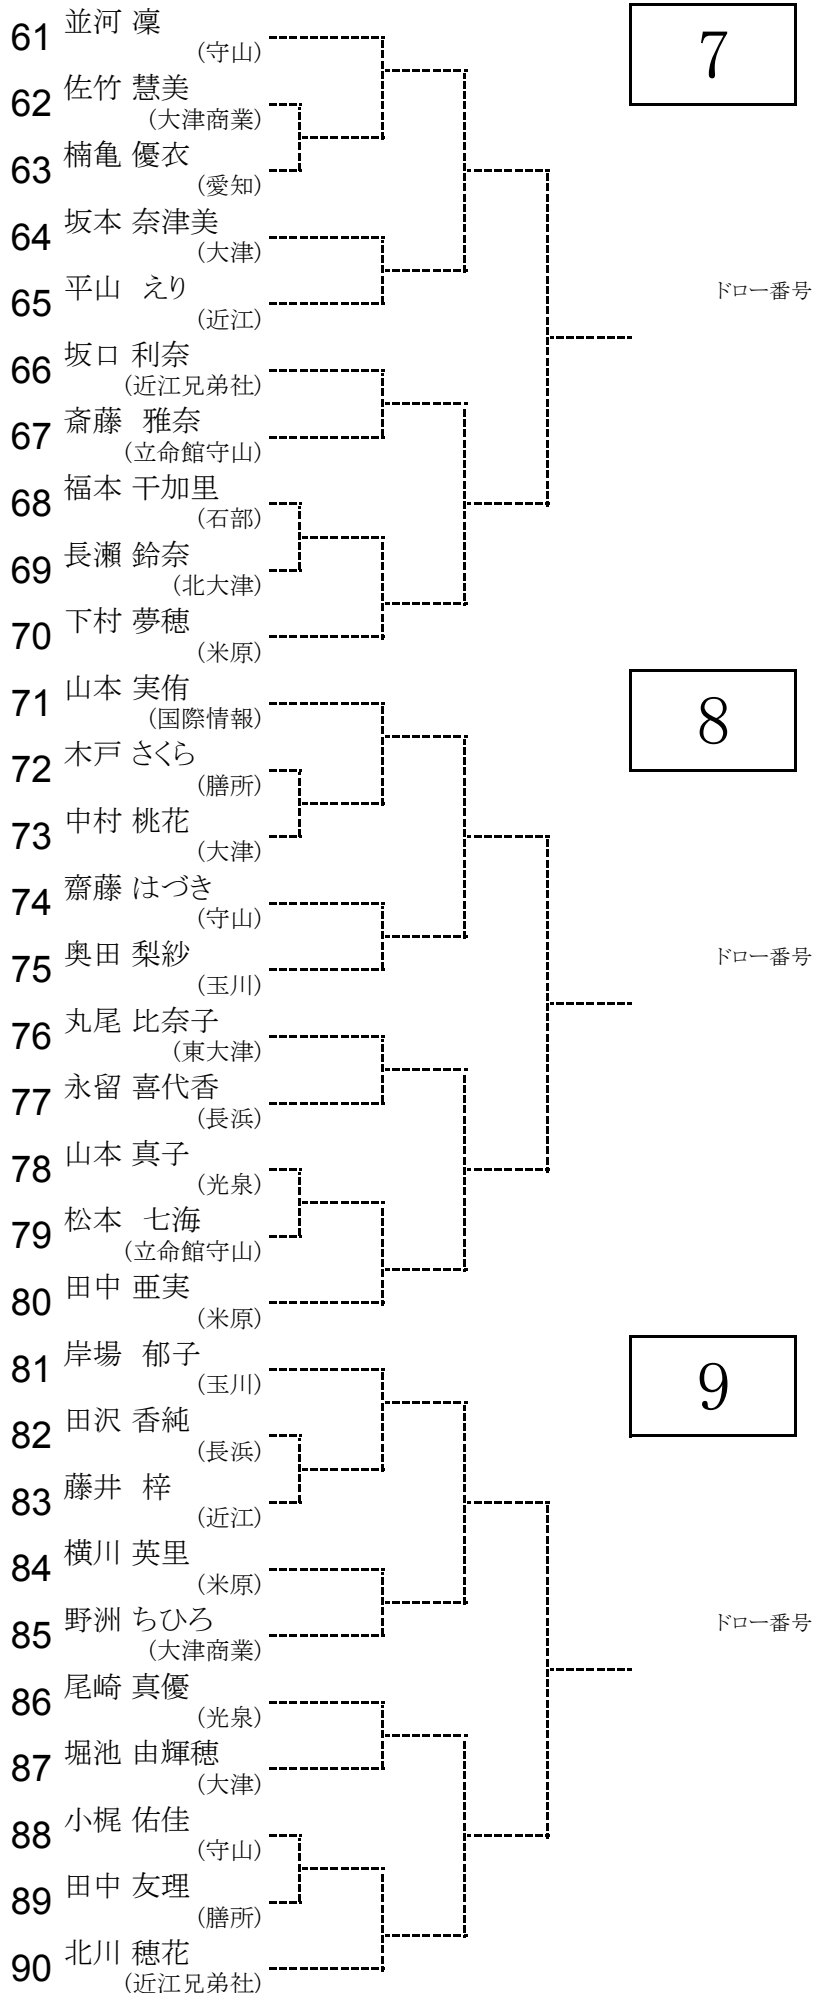 61 並河 凜
(守山)
7
62 佐竹 慧美
(大津商業)
63 楠亀 優衣
(愛知)
64 坂本 奈津美
(大津)
65 平山 えり
(近江)
ドロー番号
66 坂口 利奈
(近江兄弟社)
67 斎藤 雅奈
(立命館守山)
68 福本 干加里
(石部)
69 長瀬 鈴奈
(北大津)
70 下村 夢穂
(米原)
71 山本 実侑
(国際情報)
8
72 木戸 さくら
(膳所)
73 中村 桃花
(大津)
74 齋藤 はづき
(守山)
75 奥田 梨紗
(玉川)
ドロー番号
76 丸尾 比奈子
(東大津)
77 永留 喜代香
(長浜)
78 山本 真子
(光泉)
79 松本 七海
(立命館守山)
80 田中 亜実
(米原)
81 岸場 郁子
(玉川)
9
82 田沢 香純
(長浜)
83 藤井 梓
(近江)
84 横川 英里
(米原)
85 野洲 ちひろ
(大津商業)
ドロー番号
86 尾崎 真優
(光泉)
87 堀池 由輝穂
(大津)
88 小梶 佑佳
(守山)
89 田中 友理
(膳所)
90 北川 穂花
(近江兄弟社)